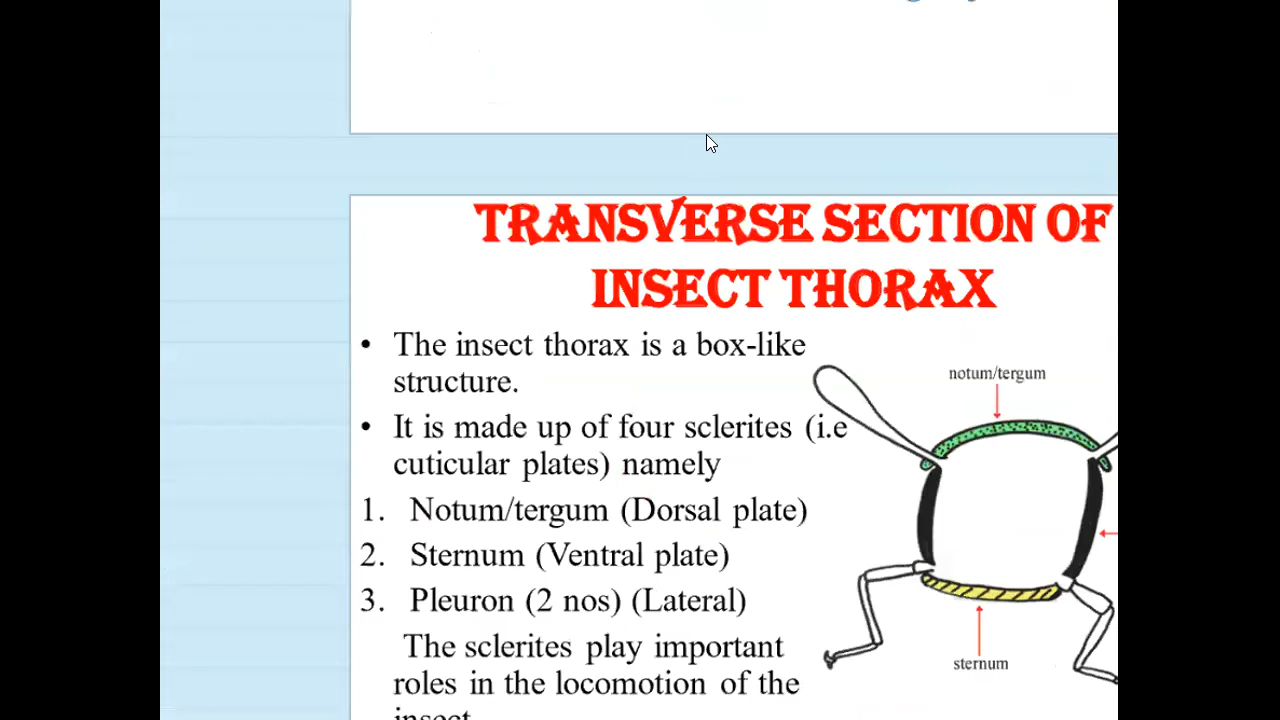 TRANSVERSE SECTION OF
INSECT THORAX
• The insect thorax is a box-like
structure.
• It is made up of four sclerites (i.e
cuticular plates) namely
1. Notum/tergum (Dorsal plate)
2. Sternum (Ventral plate)
3. Pleuron (2 nos) (Lateral)
The sclerites play important
roles in the locomotion of the
insect
notum/tergum
sternum